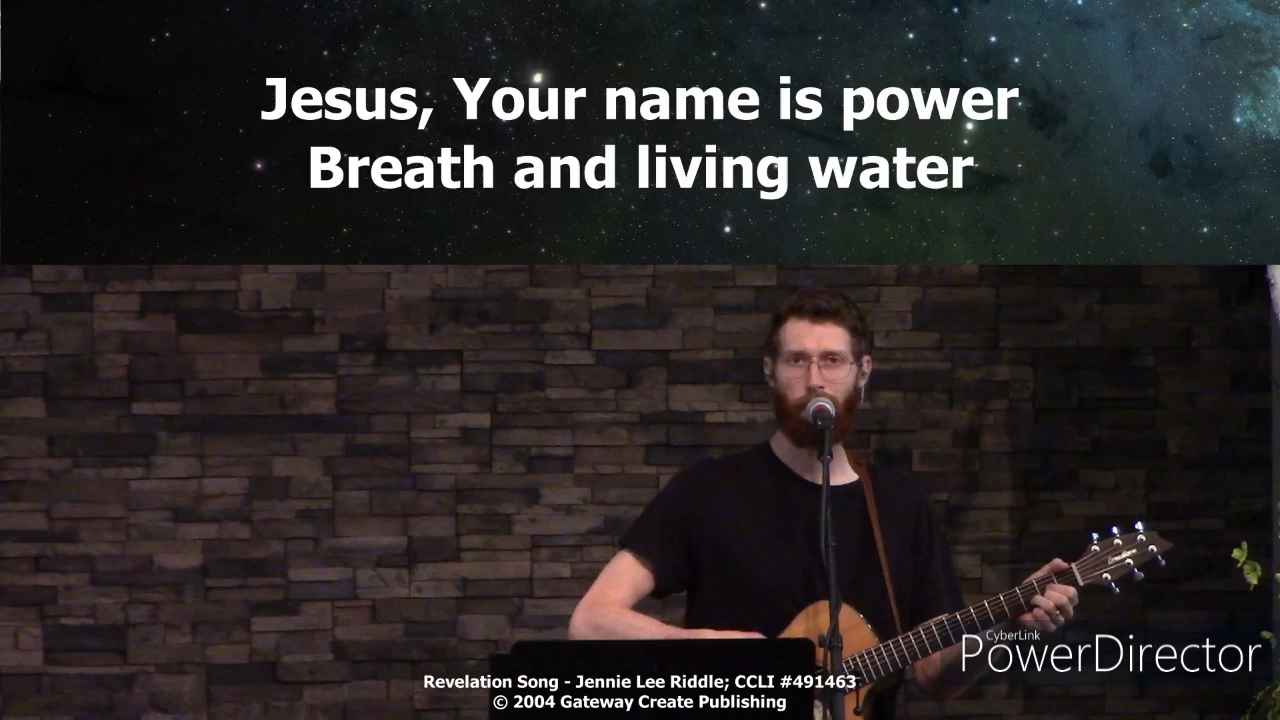 Jesus, Your name is power
Breath and living water
CyberLink
PowerDirector
Revelation Song - Jennie Lee Riddle; CCLI #491463
© 2004 Gateway Create Publishing